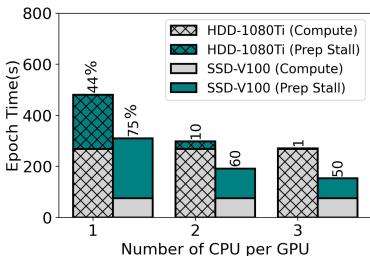 800
600
400
200
0
Epoch Time(s)
HDD-1080Ti (Compute)
HDD-1080Ti (Prep Stall)
SSD-V100 (Compute)
SSD-V100 (Prep Stall)
44%
75%
10
60
1
50
1
2
3
Number of CPU per GPU